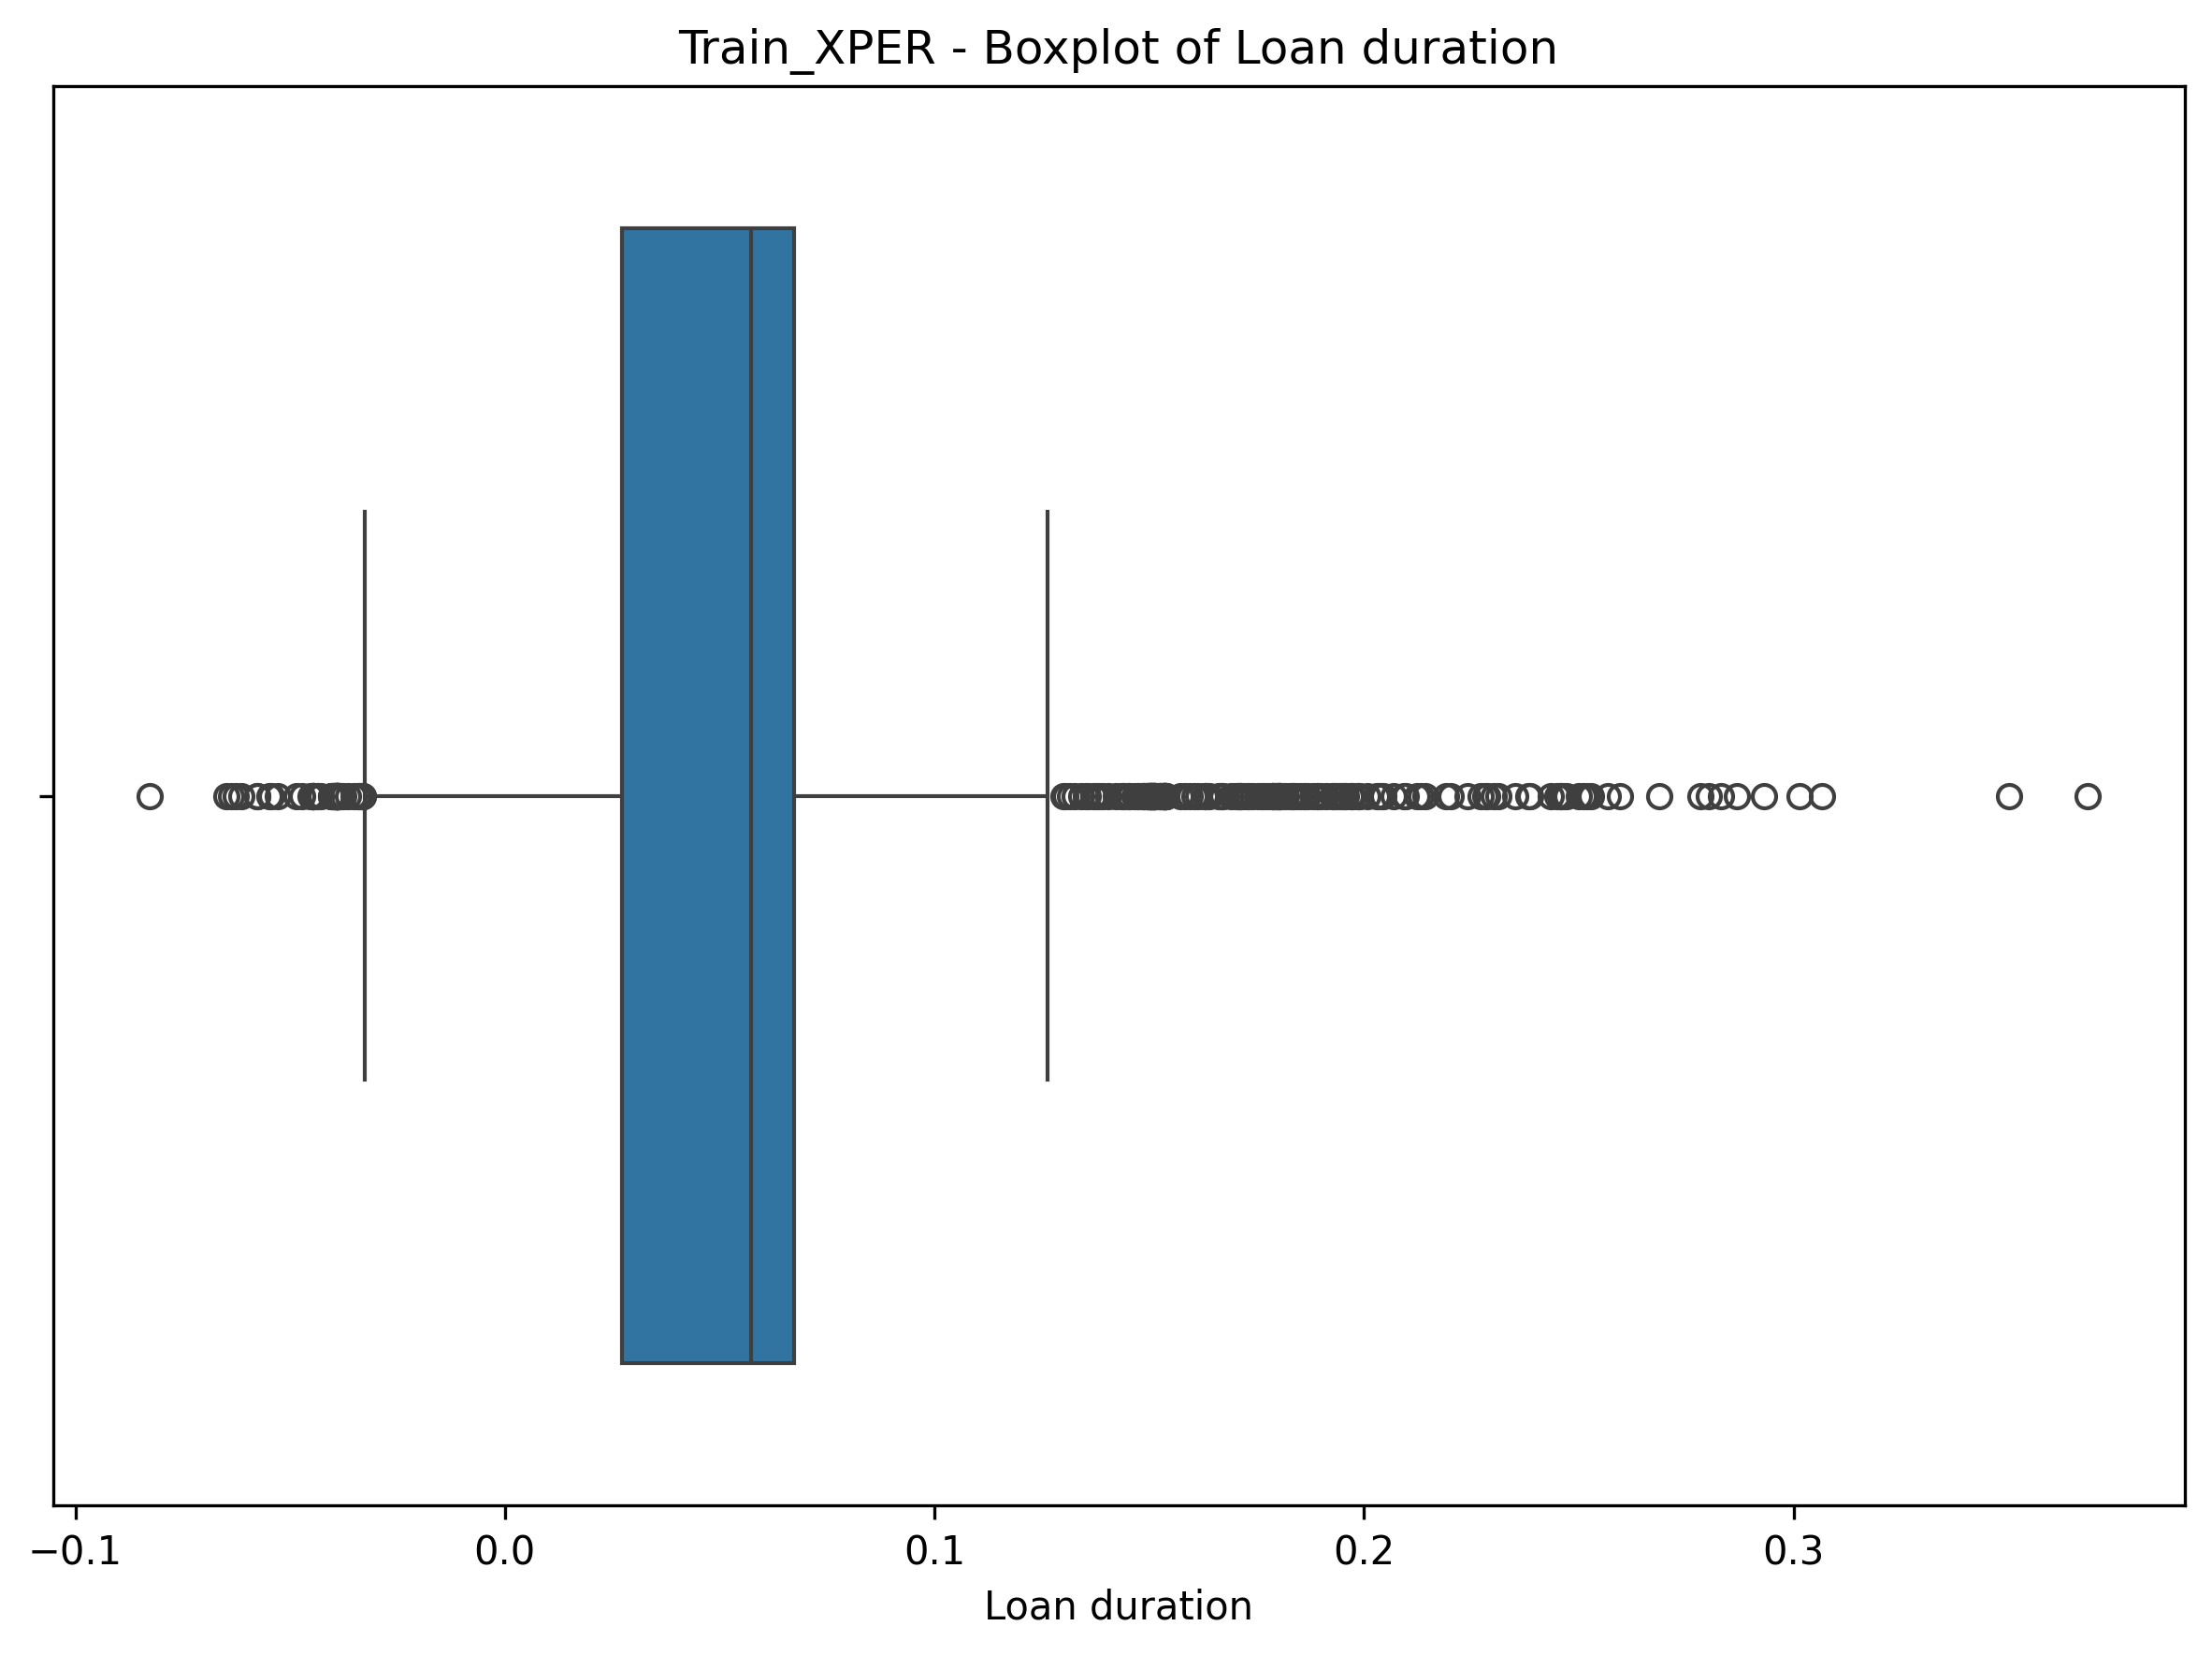 Train_XPER - Boxplot of Loan duration
−0.1 0.0 0.1 0.2 0.3
Loan duration